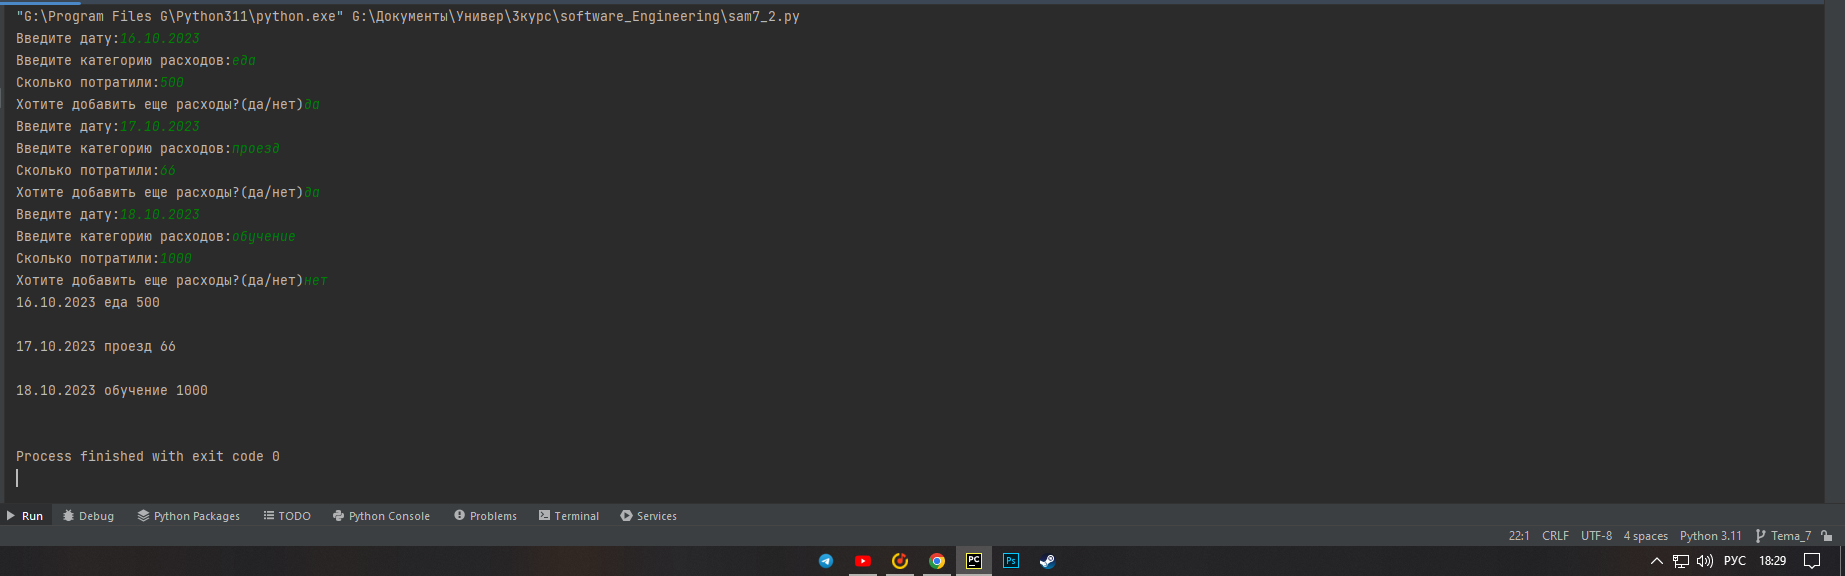 "G:\Program Files G\Python311\python.exe" G:\Документы\Универ\3курс\software_Engineering\sam7_2.py
Введите дату:16.10.2023
Введите категорию расходов:еда
Сколько потратили:500
Хотите добавить еще расходы?(да/нет)да
Введите дату:17.10.2023
Введите категорию расходов:проезд
Сколько потратили:66
Хотите добавить еще расходы?(да/нет)да
Введите дату:18.10.2023
Введите категорию расходов:обучение
Сколько потратили:1000
Хотите добавить еще расходы?(да/нет)нет
16.10.2023 еда 500
17.10.2023 проезд 66
18.10.2023 обучение 1000
Process finished with exit code 0
Run Debug Python Packages TODO Python Console Problems Terminal Services
22:1 CRLF UTF-8 4 spaces Python 3.11 Tema_7
PC Ps РУС 18:29